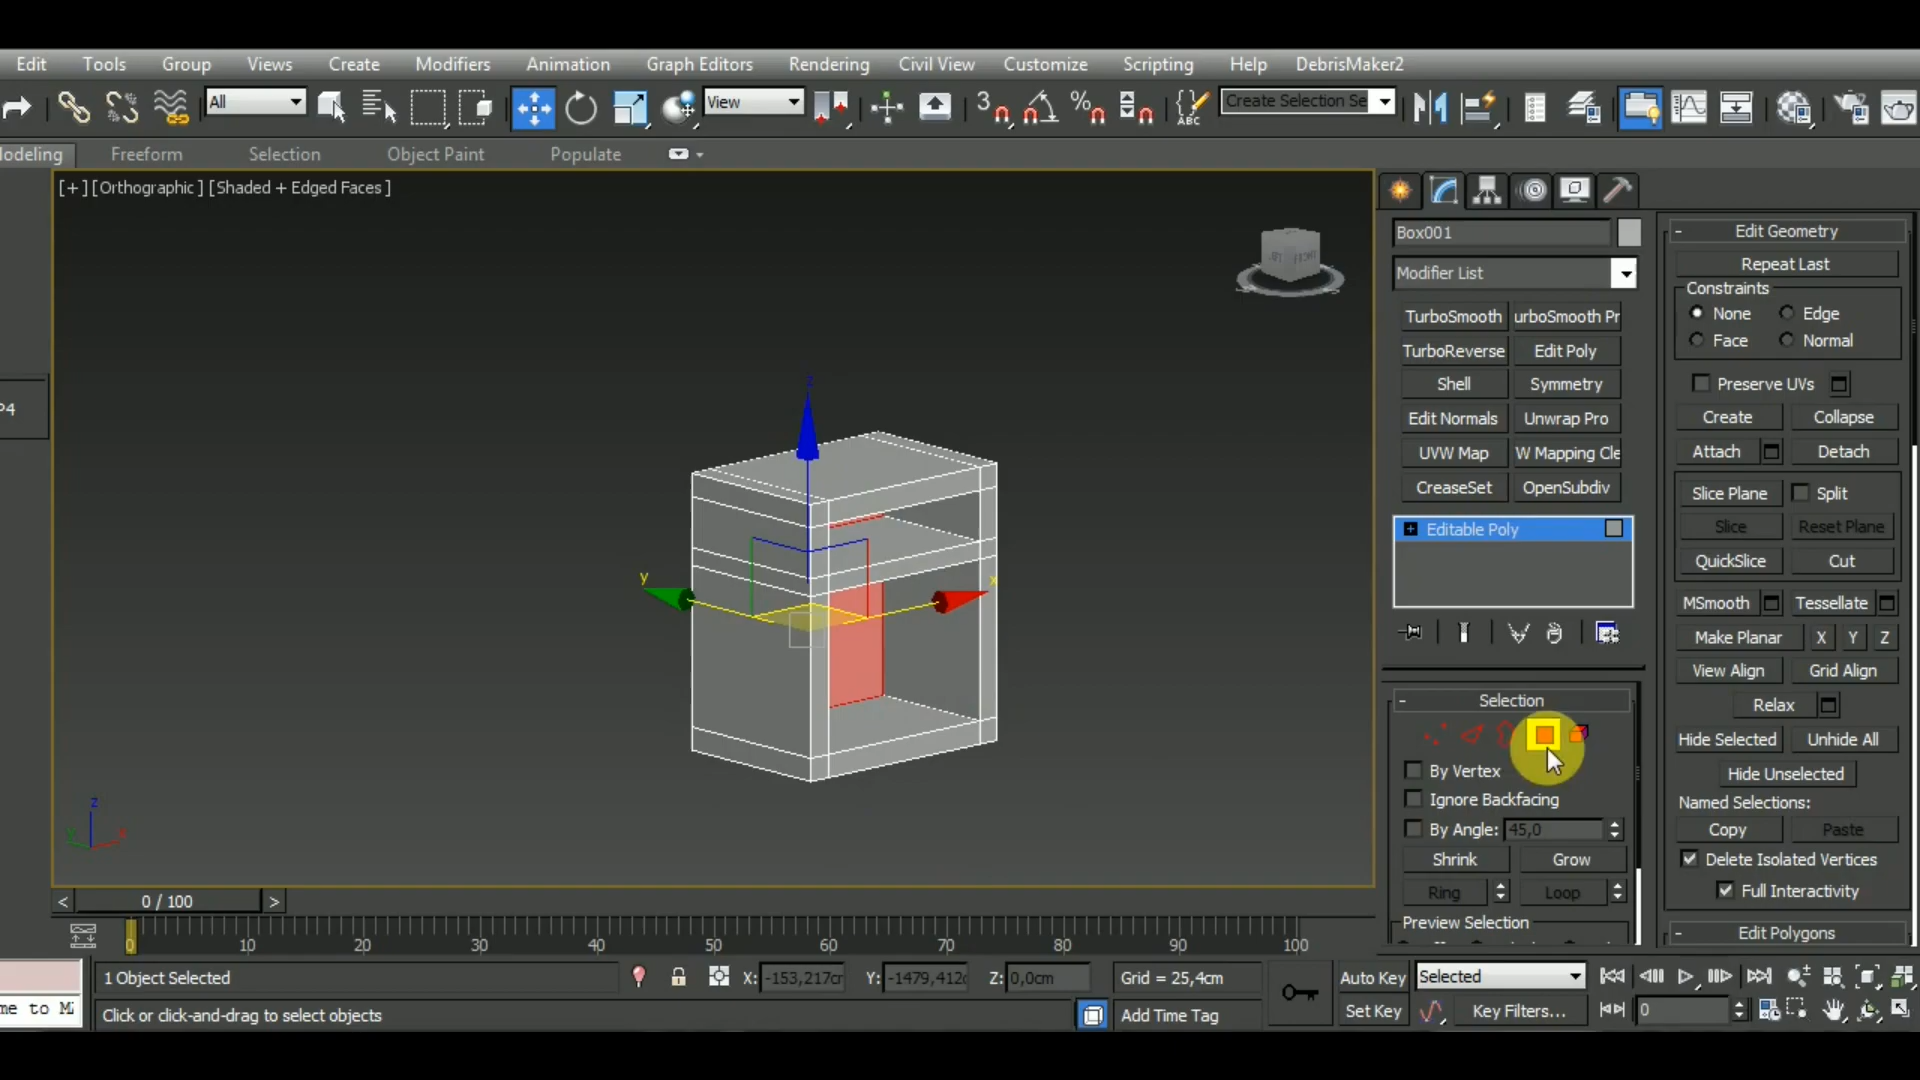 Edit Tools Group Views Create Modifiers Animation Graph Editors Rendering Civil View Customize Scripting Help DebrisMaker2
All View 3 % ABC Create Selection Se
lodeling Freeform Selection Object Paint Populate
[+] [Orthographic ] [Shaded + Edged Faces ]
P4
z
y
x
z
x
Box001
Modifier List
TurboSmooth urboSmooth Pr
TurboReverse Edit Poly
Shell Symmetry
Edit Normals Unwrap Pro
UVW Map W Mapping Cle
CreaseSet OpenSubdiv
Editable Poly
- Selection
By Vertex
Ignore Backfacing
By Angle: 45,0
Shrink Grow
Ring Loop
Preview Selection
- Edit Geometry
Repeat Last
Constraints
None Edge
Face Normal
Preserve UVs
Create Collapse
Attach Detach
Slice Plane Split
Slice Reset Plane
QuickSlice Cut
MSmooth Tessellate
Make Planar X Y Z
View Align Grid Align
Relax
Hide Selected Unhide All
Hide Unselected
Named Selections:
Copy Paste
Delete Isolated Vertices
Full Interactivity
- Edit Polygons
< 0 / 100 >
0 10 20 30 40 50 60 70 80 90 100
1 Object Selected X: -153,217cr Y: -1479,412c Z: 0,0cm Grid = 25,4cm Auto Key Selected
me to M
Click or click-and-drag to select objects Add Time Tag Set Key Key Filters... 0